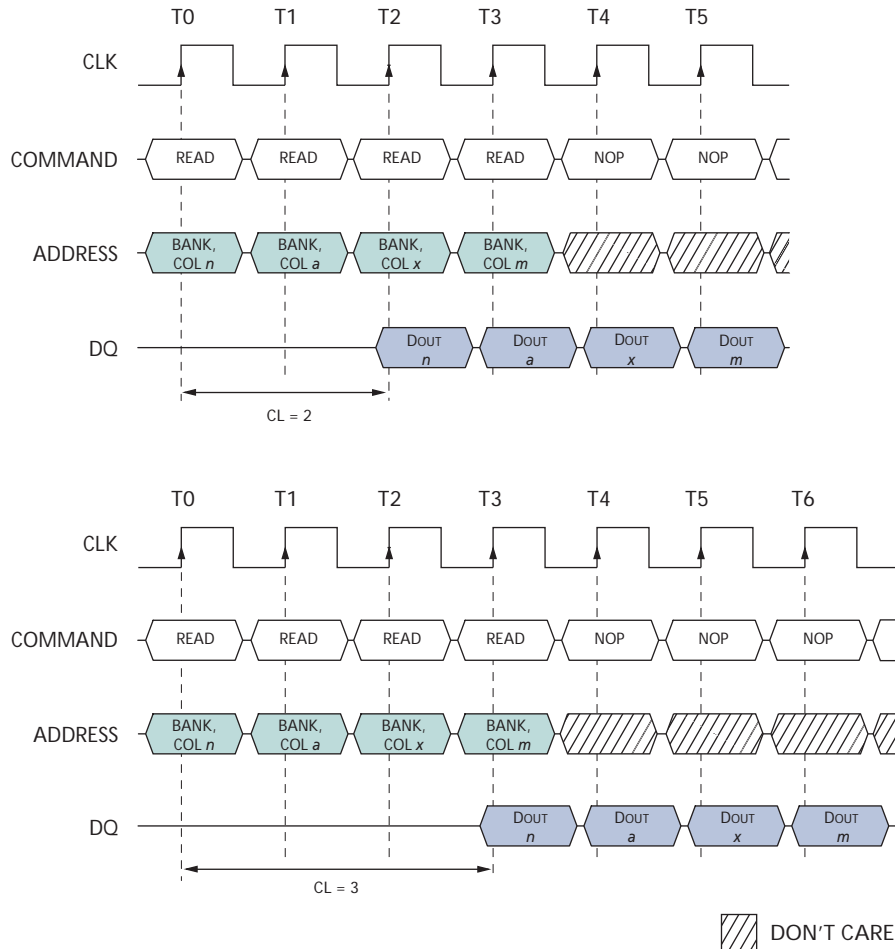 T0 T1 T2 T3 T4 T5
CLK
COMMAND READ READ READ READ NOP NOP
ADDRESS BANK, COL n BANK, COL a BANK, COL x BANK, COL m
DQ DOUT n DOUT a DOUT x DOUT m
CL = 2
T0 T1 T2 T3 T4 T5 T6
CLK
COMMAND READ READ READ READ NOP NOP NOP
ADDRESS BANK, COL n BANK, COL a BANK, COL x BANK, COL m
DQ DOUT n DOUT a DOUT x DOUT m
CL = 3
DON'T CARE